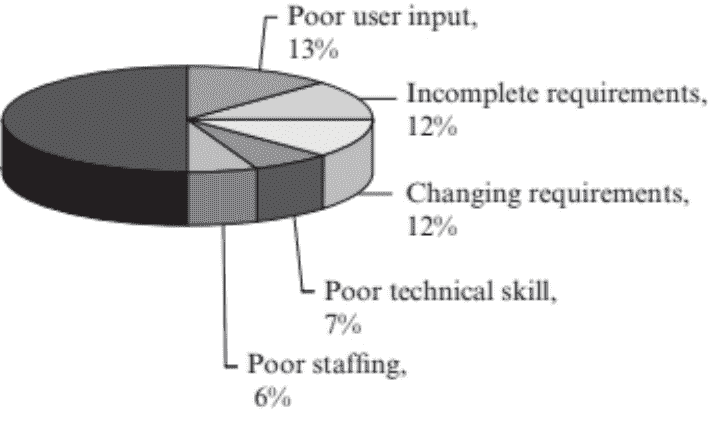 Poor user input,
13%
Incomplete requirements,
12%
Changing requirements,
12%
Poor technical skill,
7%
Poor staffing,
6%